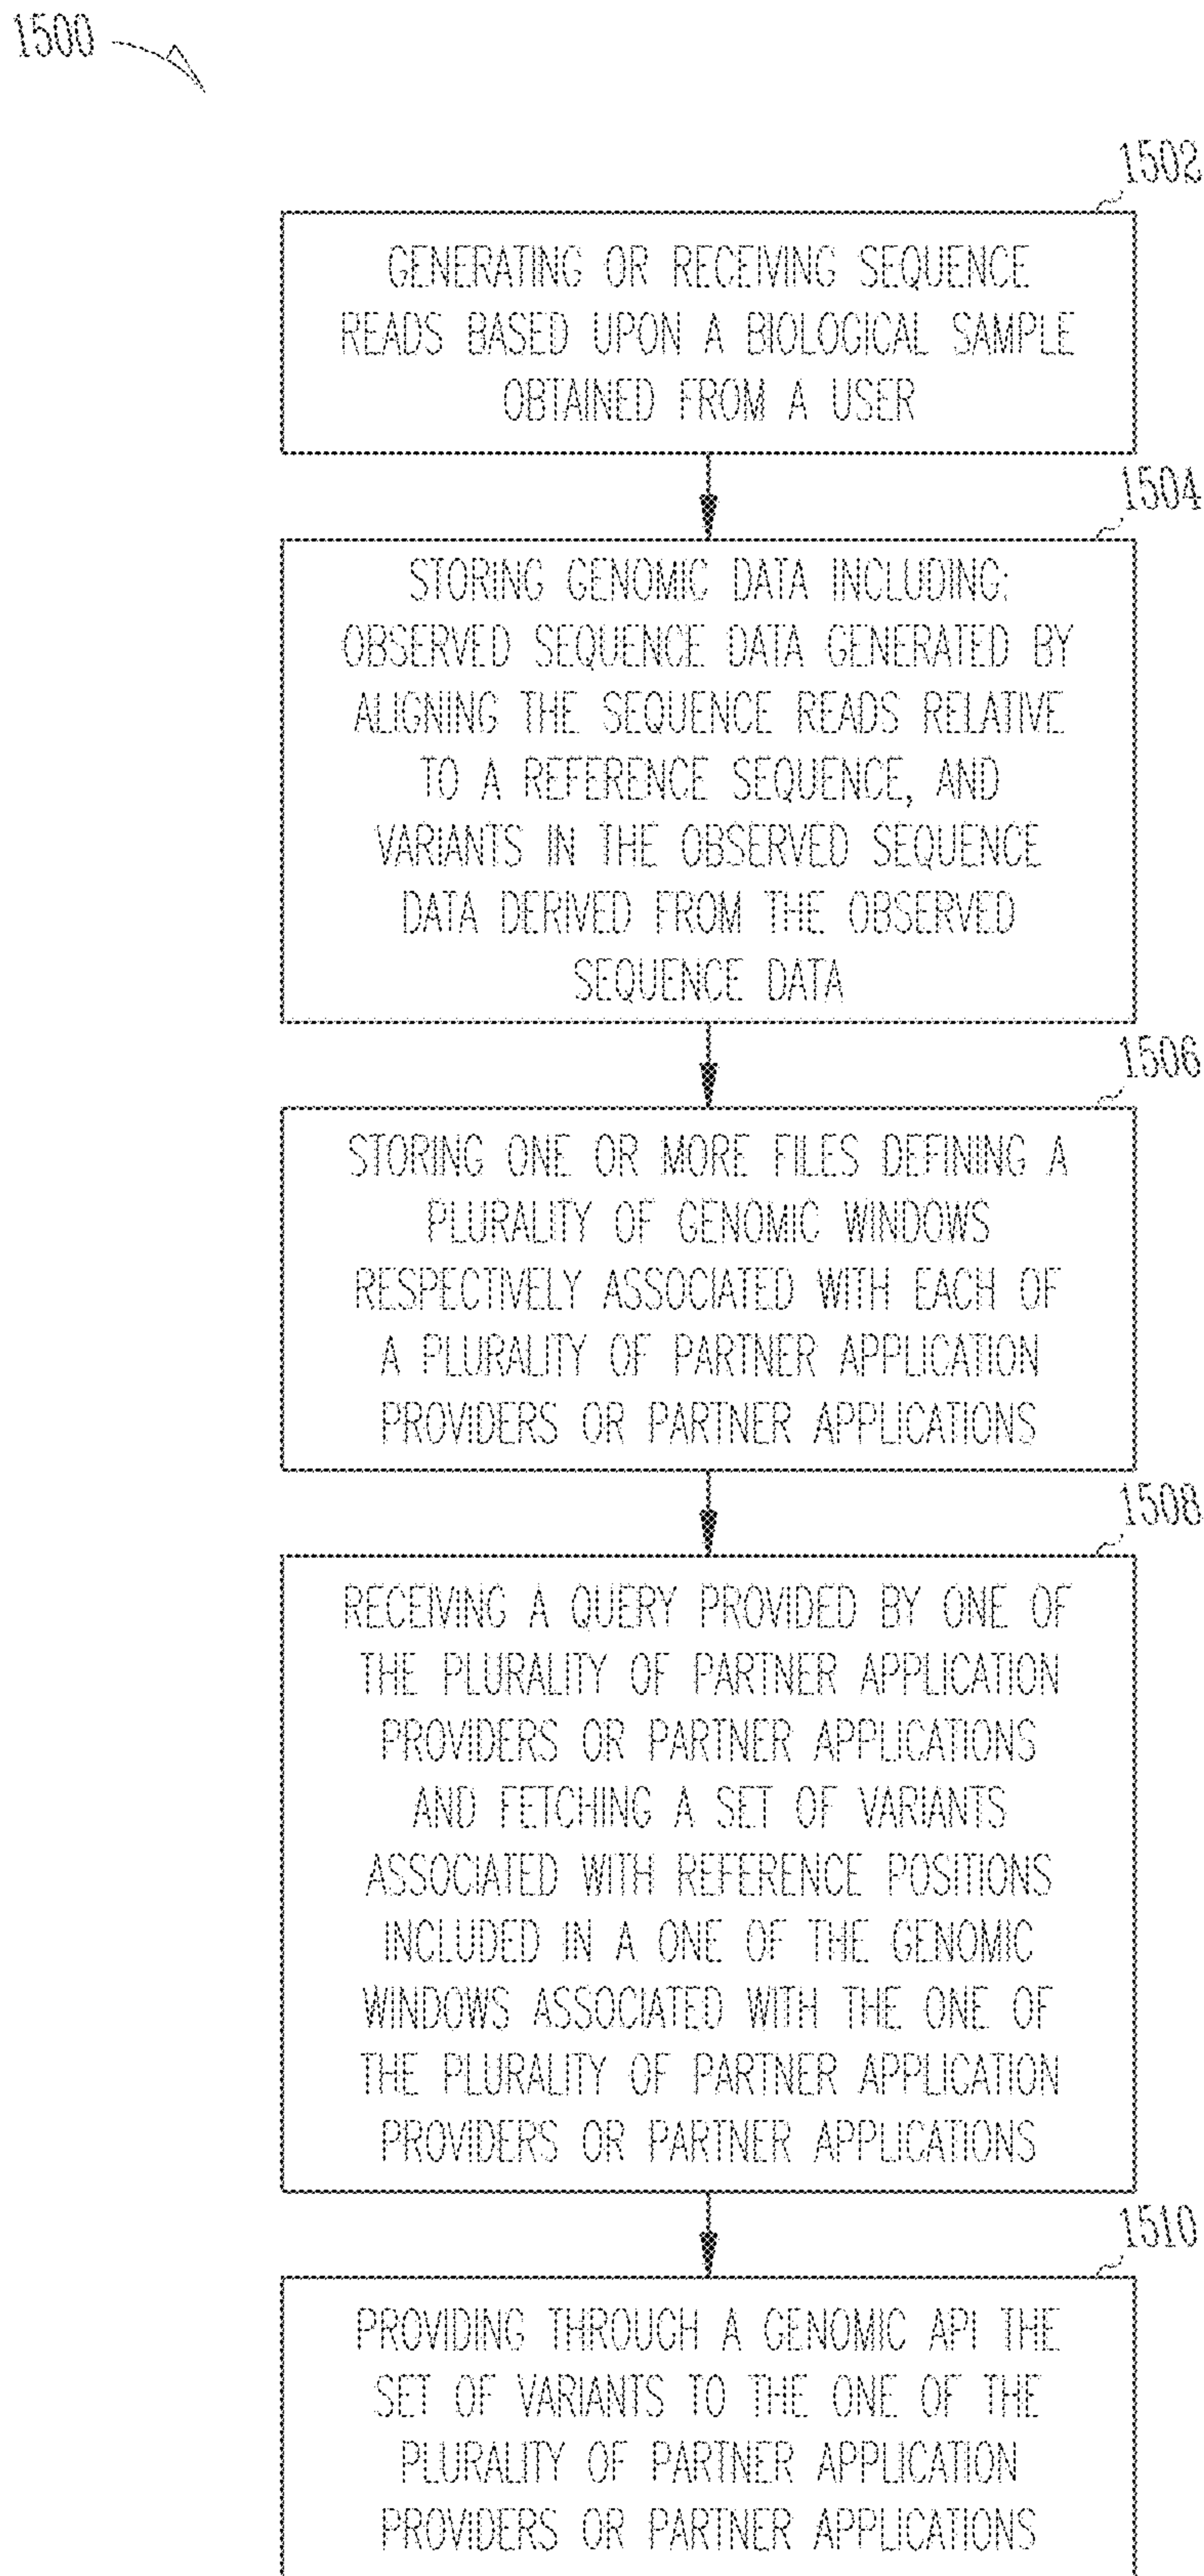 1500
1502
GENERATING OR RECEIVING SEQUENCE
READS BASED UPON A BIOLOGICAL SAMPLE
OBTAINED FROM A USER
1504
STORING GENOMIC DATA INCLUDING:
OBSERVED SEQUENCE DATA GENERATED BY
ALIGNING THE SEQUENCE READS RELATIVE
TO A REFERENCE SEQUENCE, AND
VARIANTS IN THE OBSERVED SEQUENCE
DATA DERIVED FROM THE OBSERVED
SEQUENCE DATA
1506
STORING ONE OR MORE FILES DEFINING A
PLURALITY OF GENOMIC WINDOWS
RESPECTIVELY ASSOCIATED WITH EACH OF
A PLURALITY OF PARTNER APPLICATION
PROVIDERS OR PARTNER APPLICATIONS
1508
RECEIVING A QUERY PROVIDED BY ONE OF
THE PLURALITY OF PARTNER APPLICATION
PROVIDERS OR PARTNER APPLICATIONS
AND FETCHING A SET OF VARIANTS
ASSOCIATED WITH REFERENCE POSITIONS
INCLUDED IN A ONE OF THE GENOMIC
WINDOWS ASSOCIATED WITH THE ONE OF
THE PLURALITY OF PARTNER APPLICATION
PROVIDERS OR PARTNER APPLICATIONS
1510
PROVIDING THROUGH A GENOMIC API THE
SET OF VARIANTS TO THE ONE OF THE
PLURALITY OF PARTNER APPLICATION
PROVIDERS OR PARTNER APPLICATIONS